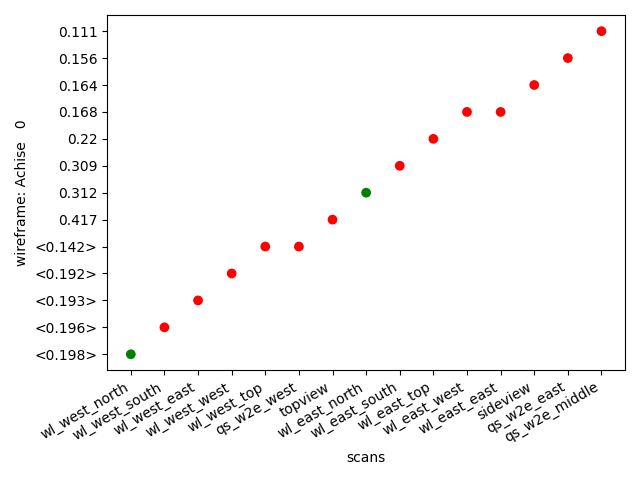 0.111
0.156
0.164
0.168
0.22
0.309
0.312
0.417
<0.142>
<0.192>
<0.193>
<0.196>
<0.198>
wireframe: Achise   0
wl_west_north
wl_west_south
wl_west_east
wl_west_west
wl_west_top
qs_w2e_west
topview
wl_east_north
wl_east_south
wl_east_top
wl_east_west
wl_east_east
sideview
qs_w2e_east
qs_w2e_middle
scans